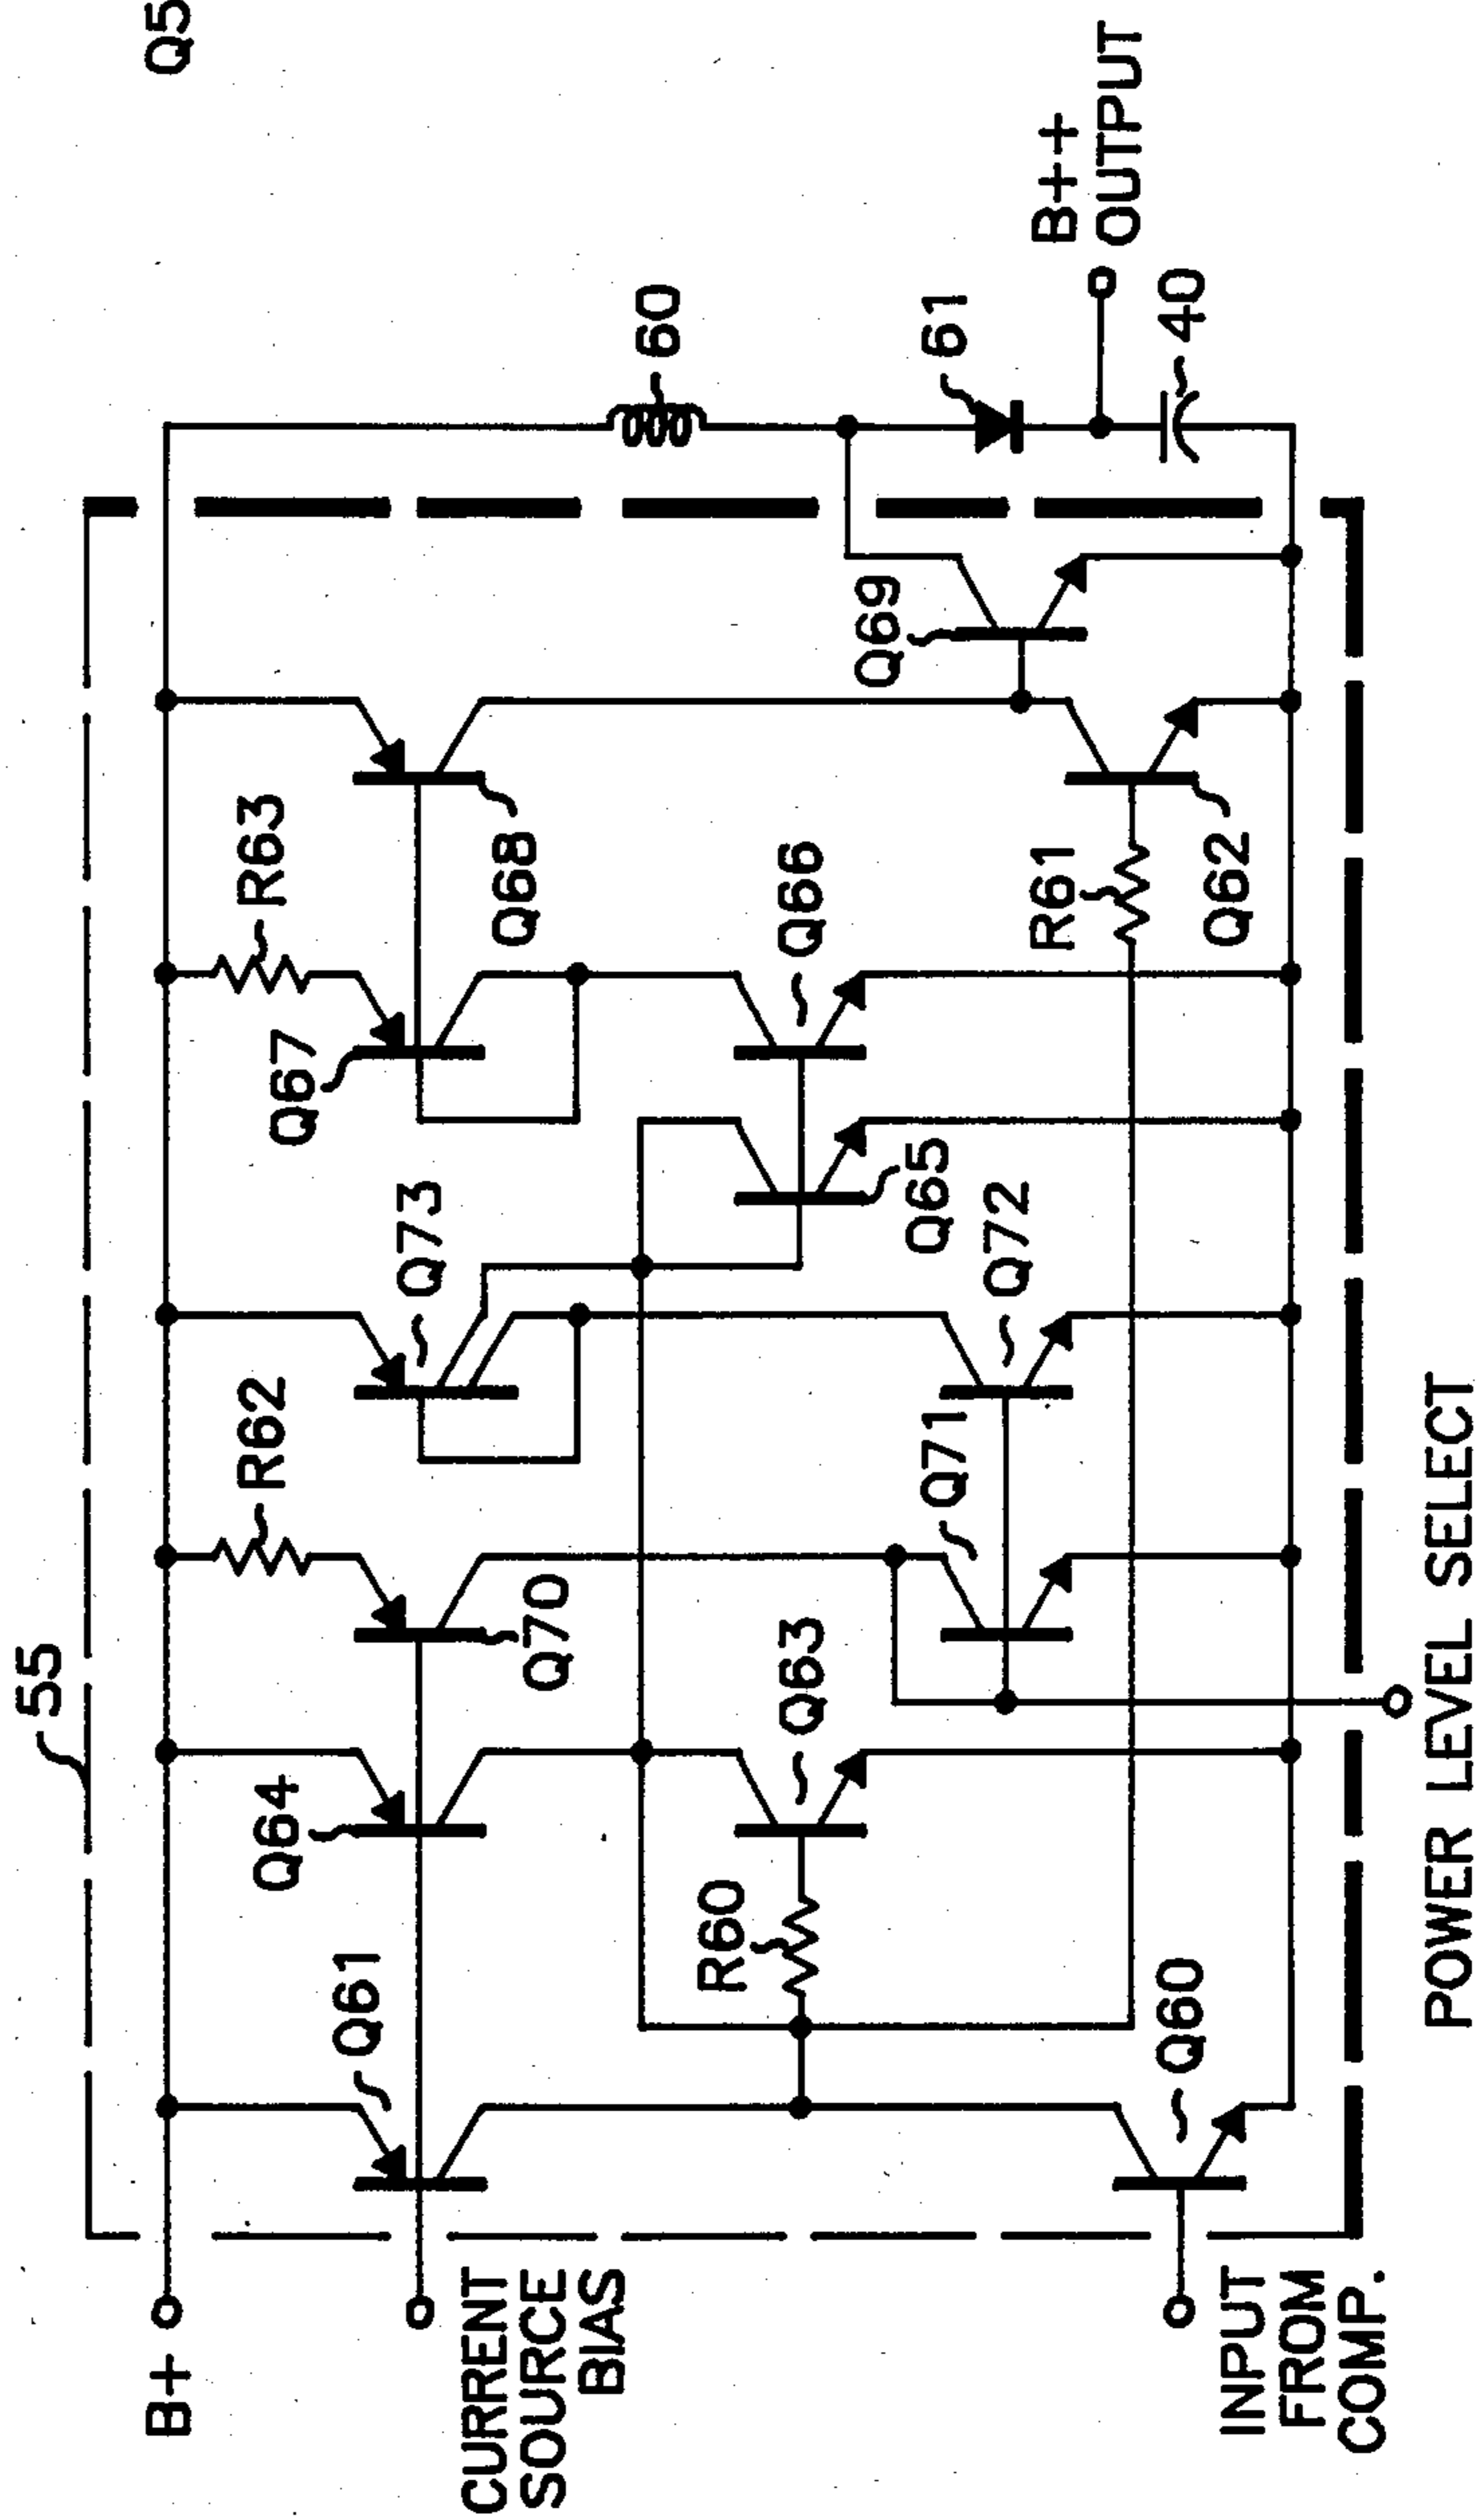 55
B+
Q5
Q64
R62
Q67
R63
Q61
Q73
CURRENT
SOURCE
BIAS
Q70
Q68
60
R60
Q63
Q66
Q69
Q71
Q65
61
Q72
R61
B++
OUTPUT
Q60
Q62
40
INPUT
FROM
COMP.
POWER LEVEL SELECT